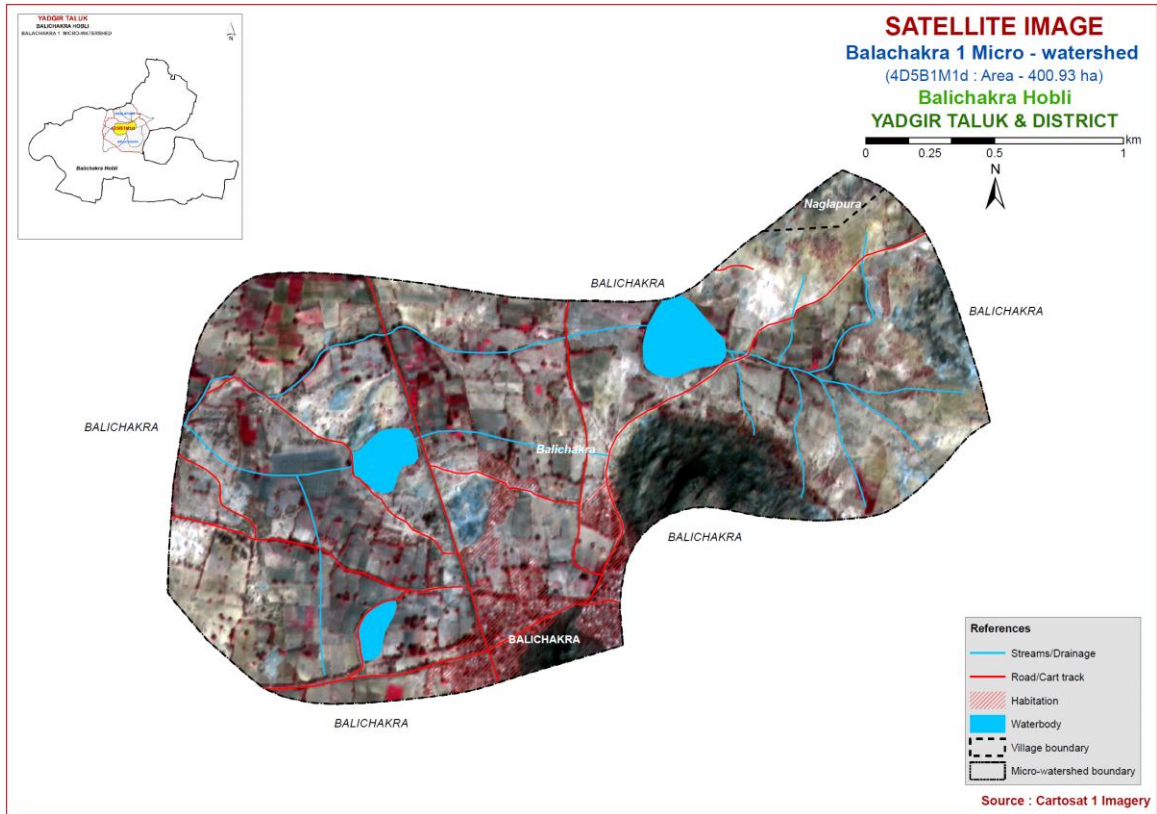 YADGIR TALUK
BALICHAKRA HOBLI
BALACHAKRA 1 MICRO-WATERSHED
N
4D5B1M1d
Balichakra Hobli
SATELLITE IMAGE
Balachakra 1 Micro - watershed
(4D5B1M1d : Area - 400.93 ha)
Balichakra Hobli
YADGIR TALUK & DISTRICT
km
0 0.25 0.5 1
N
Naglapura
BALICHAKRA
BALICHAKRA
BALICHAKRA
Balichakra
BALICHAKRA
BALICHAKRA
BALICHAKRA
References
Streams/Drainage
Road/Cart track
Habitation
Waterbody
Village boundary
Micro-watershed boundary
Source : Cartosat 1 Imagery